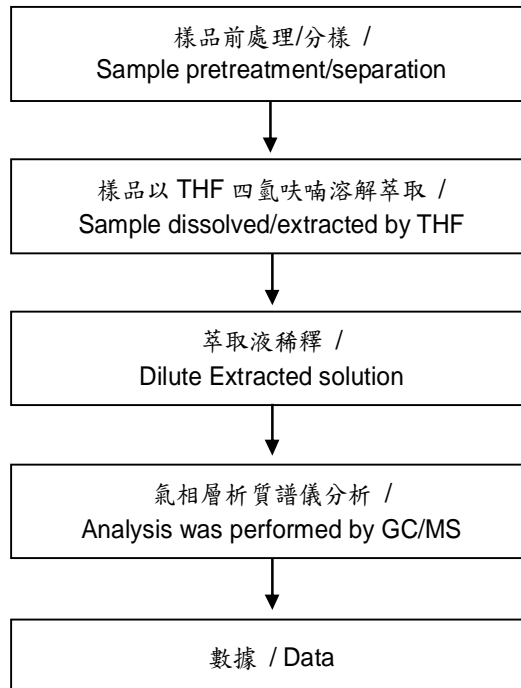 樣品前處理/分樣 /
Sample pretreatment/separation
樣品以 THF 四氫呋喃溶解萃取 /
Sample dissolved/extracted by THF
萃取液稀釋 /
Dilute Extracted solution
氣相層析質譜儀分析 /
Analysis was performed by GC/MS
數據 / Data